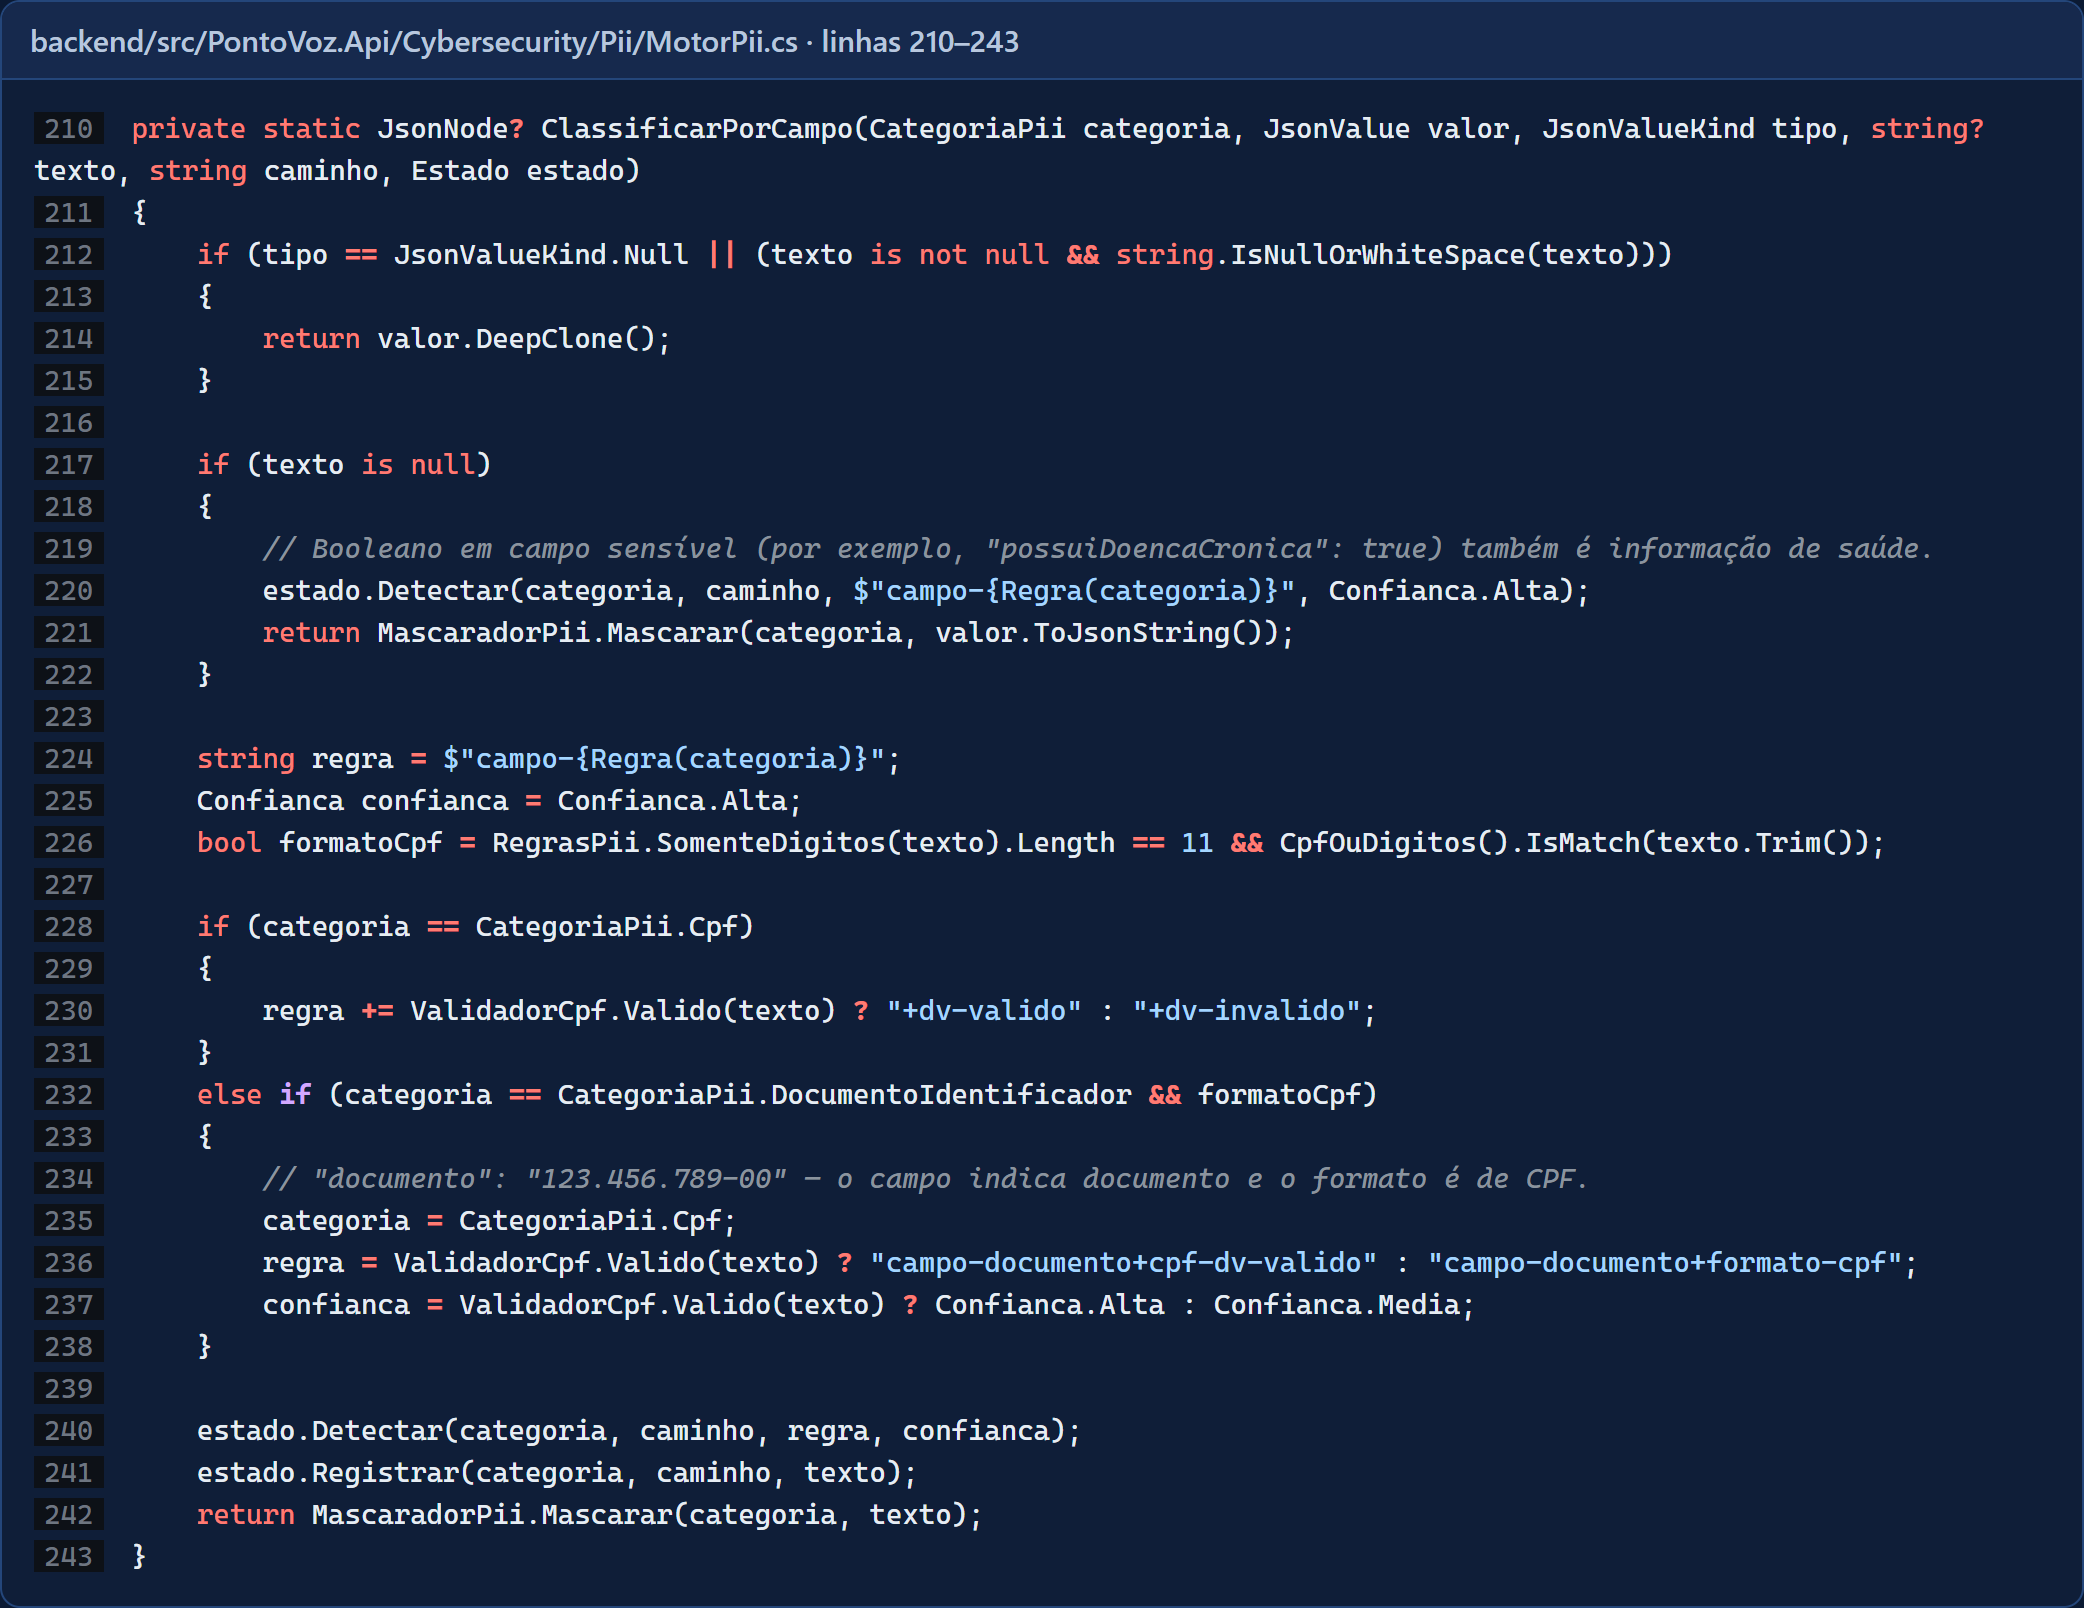 backend/src/PontoVoz.Api/Cybersecurity/Pii/MotorPii.cs · linhas 210–243
210 private static JsonNode? ClassificarPorCampo(CategoriaPii categoria, JsonValue valor, JsonValueKind tipo, string?
texto, string caminho, Estado estado)
211 {
212     if (tipo == JsonValueKind.Null || (texto is not null && string.IsNullOrWhiteSpace(texto)))
213     {
214         return valor.DeepClone();
215     }
216
217     if (texto is null)
218     {
219         // Booleano em campo sensível (por exemplo, "possuiDoencaCronica": true) também é informação de saúde.
220         estado.Detectar(categoria, caminho, $"campo-{Regra(categoria)}", Confianca.Alta);
221         return MascaradorPii.Mascarar(categoria, valor.ToJsonString());
222     }
223
224     string regra = $"campo-{Regra(categoria)}";
225     Confianca confianca = Confianca.Alta;
226     bool formatoCpf = RegrasPii.SomenteDigitos(texto).Length == 11 && CpfOuDigitos().IsMatch(texto.Trim());
227
228     if (categoria == CategoriaPii.Cpf)
229     {
230         regra += ValidadorCpf.Valido(texto) ? "+dv-valido" : "+dv-invalido";
231     }
232     else if (categoria == CategoriaPii.DocumentoIdentificador && formatoCpf)
233     {
234         // "documento": "123.456.789-00" — o campo indica documento e o formato é de CPF.
235         categoria = CategoriaPii.Cpf;
236         regra = ValidadorCpf.Valido(texto) ? "campo-documento+cpf-dv-valido" : "campo-documento+formato-cpf";
237         confianca = ValidadorCpf.Valido(texto) ? Confianca.Alta : Confianca.Media;
238     }
239
240     estado.Detectar(categoria, caminho, regra, confianca);
241     estado.Registrar(categoria, caminho, texto);
242     return MascaradorPii.Mascarar(categoria, texto);
243 }